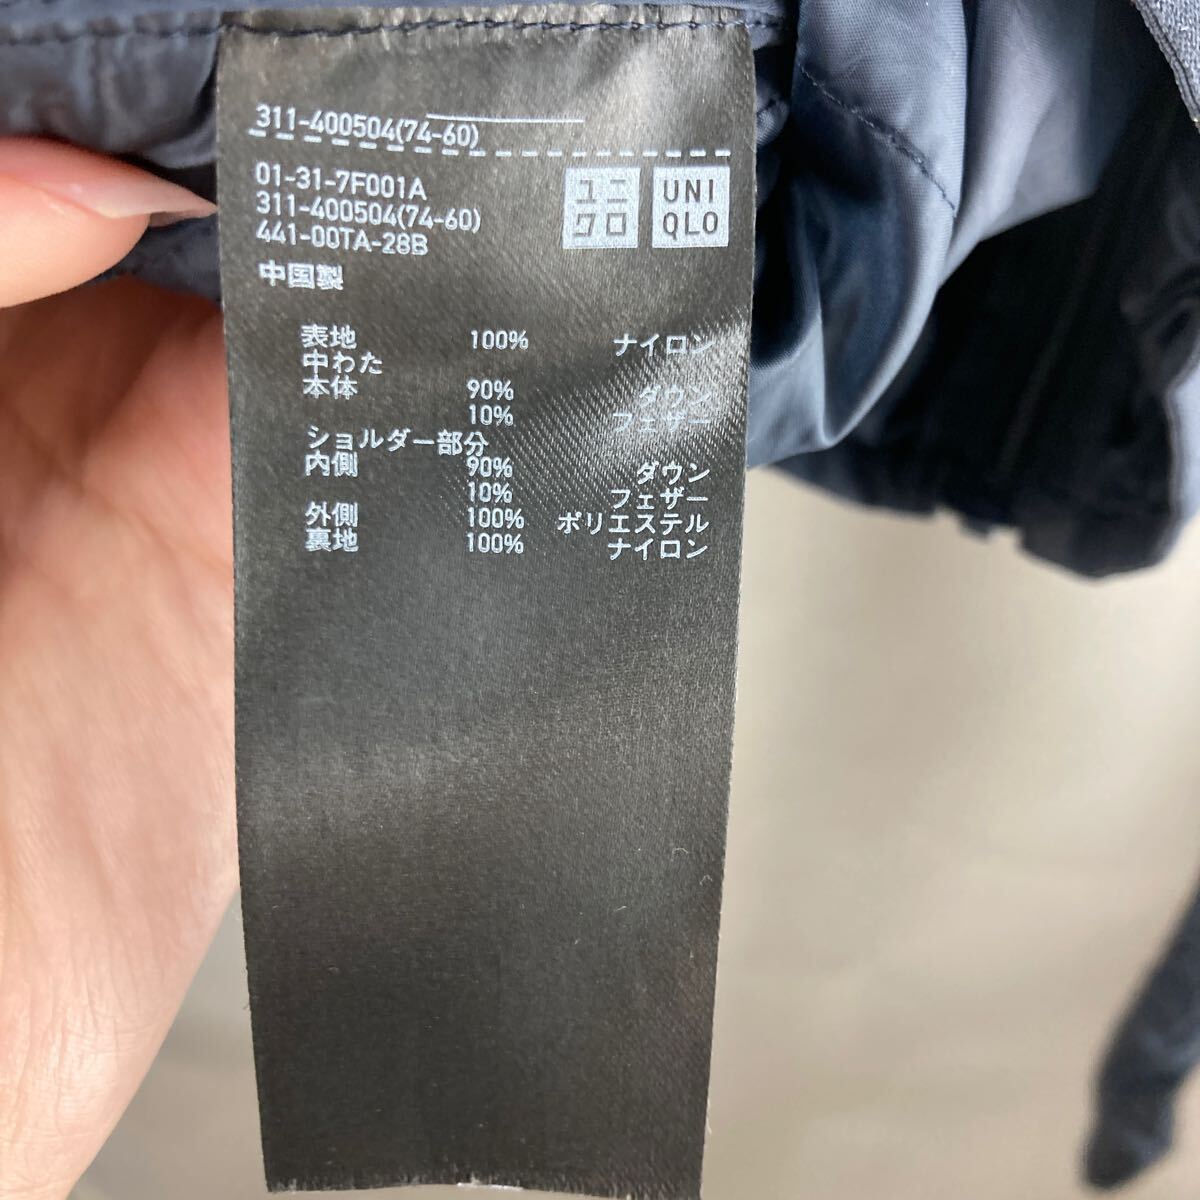 311-400504(74-60)
01-31-7F001A
311-400504(74-60)
441-00TA-28B
中国製
ユニ
クロ
UNI
QLO
表地 100% ナイロン
中わた
本体 90% ダウン
10% フェザー
ショルダー部分
内側 90% ダウン
10% フェザー
外側 100% ポリエステル
裏地 100% ナイロン